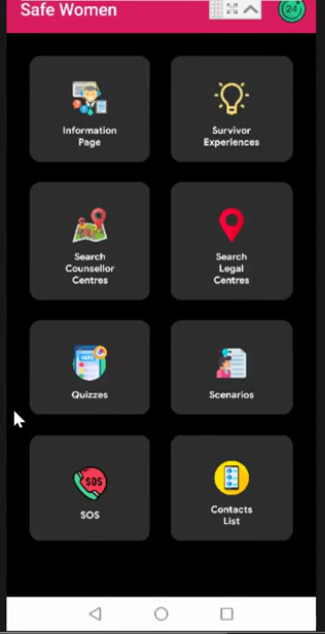 Safe Women
24
Information
Page
Survivor
Experiences
Search
Counsellor
Centres
Search
Legal
Centres
Quizzes
Scenarios
SOS
SOS
Contacts
List